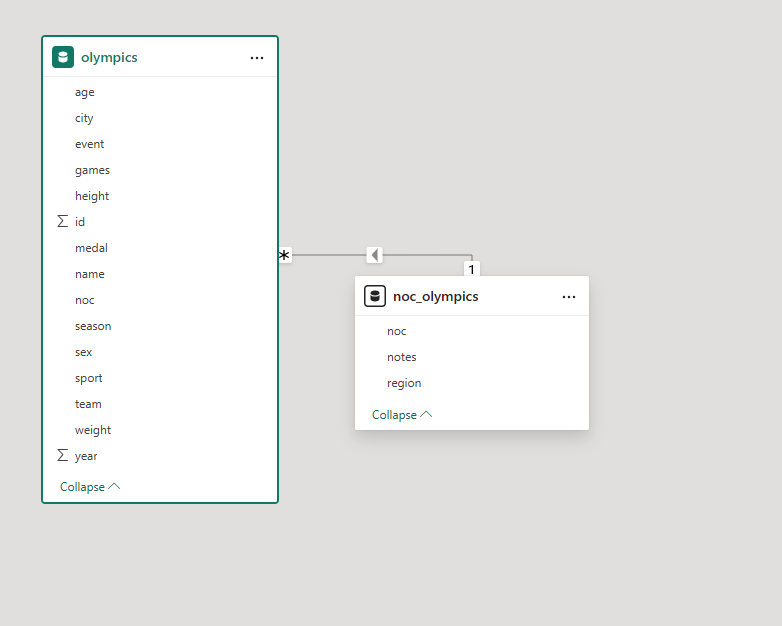 olympics
age
city
event
games
height
id
medal
name
noc
season
sex
sport
team
weight
year
Collapse
*
1
noc_olympics
noc
notes
region
Collapse